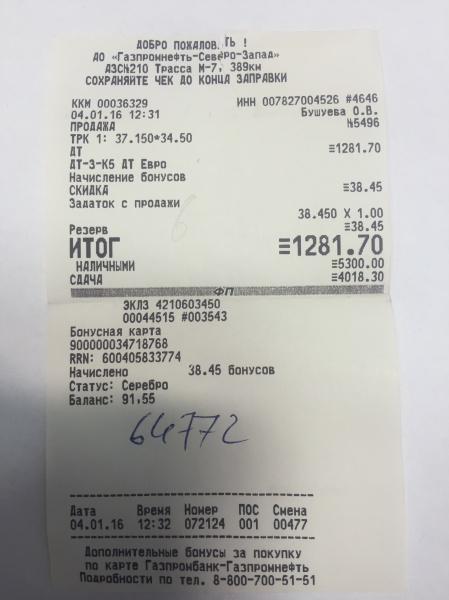 ДОБРО ПОЖАЛОВАТЬ !
ДО «Газпромнефть-Северо-Запад»
АЗС№210 Трасса М-7, 389км
СОХРАНЯЙТЕ ЧЕК ДО КОНЦА ЗАПРАВКИ
ККМ 00036329 ИНН 007827004526 #4646
04.01.16 12:31 Бушуева О.В.
ПРОДАЖА №5496
ТРК 1: 37.150*34.50
ДТ ≡1281.70
ДТ-З-К5 ДТ Евро
Начисление бонусов
СКИДКА ≡38.45
Задаток с продажи
38.450 X 1.00
Резерв ≡38.45
ИТОГ ≡1281.70
НАЛИЧНЫМИ ≡5300.00
СДАЧА ≡4018.30
ФП
ЭКЛЗ 4210603450
00044515 #003543
Бонусная карта
900000034718768
RRN: 600405833774
Начислено 38.45 бонусов
Статус: Серебро
Баланс: 91,55
64772
Дата Время Номер ПОС Смена
04.01.16 12:32 072124 001 00477
Дополнительные бонусы за покупку
по карте Газпромбанк-Газпромнефть
Подробности по тел. 8-800-700-51-51